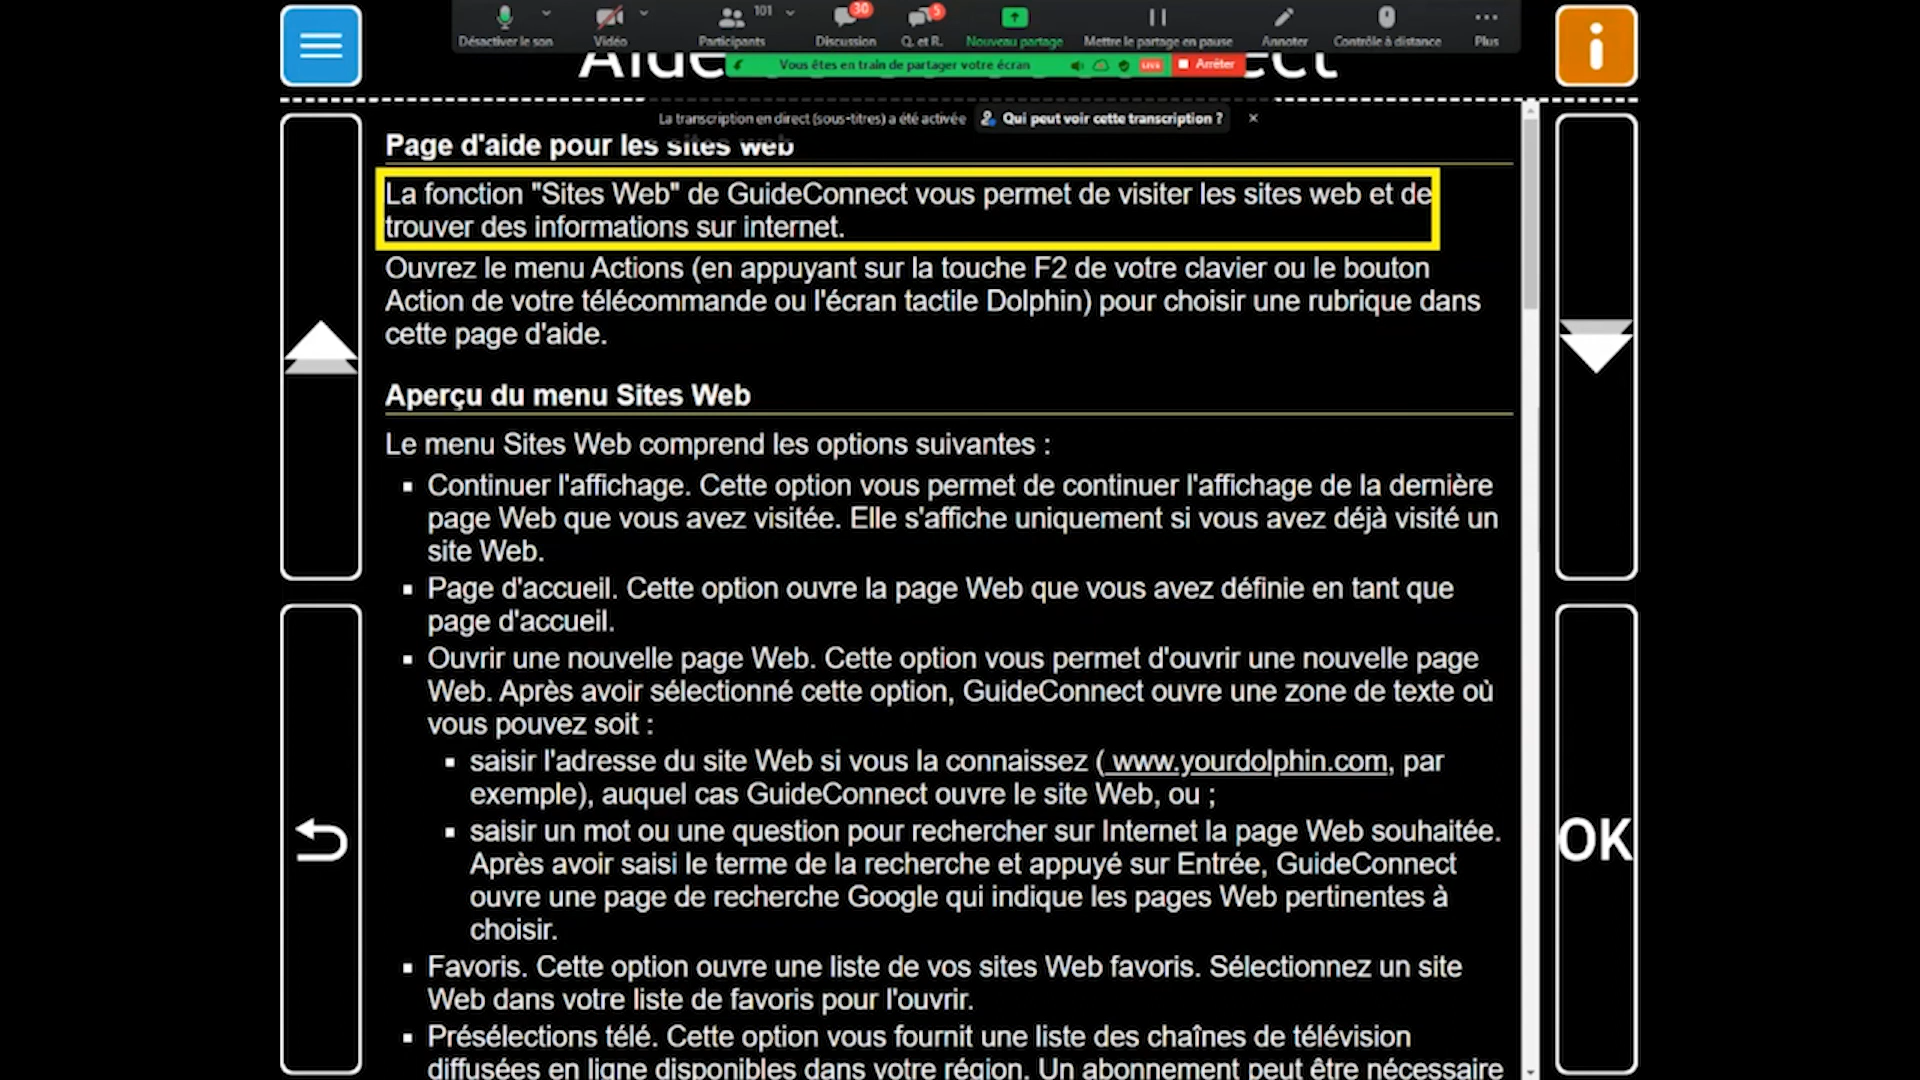 Désactiver le son Vidéo Participants 101 Discussion 30 Q. et R. 5 Nouveau partage Mettre le partage en pause Annoter Contrôle à distance Plus
Vous êtes en train de partager votre écran LIVE Arrêter
La transcription en direct (sous-titres) a été activée Qui peut voir cette transcription ?
Page d'aide pour les sites web
La fonction "Sites Web" de GuideConnect vous permet de visiter les sites web et de
trouver des informations sur internet.
Ouvrez le menu Actions (en appuyant sur la touche F2 de votre clavier ou le bouton
Action de votre télécommande ou l'écran tactile Dolphin) pour choisir une rubrique dans
cette page d'aide.
Aperçu du menu Sites Web
Le menu Sites Web comprend les options suivantes :
Continuer l'affichage. Cette option vous permet de continuer l'affichage de la dernière
page Web que vous avez visitée. Elle s'affiche uniquement si vous avez déjà visité un
site Web.
Page d'accueil. Cette option ouvre la page Web que vous avez définie en tant que
page d'accueil.
Ouvrir une nouvelle page Web. Cette option vous permet d'ouvrir une nouvelle page
Web. Après avoir sélectionné cette option, GuideConnect ouvre une zone de texte où
vous pouvez soit :
saisir l'adresse du site Web si vous la connaissez ( www.yourdolphin.com, par
exemple), auquel cas GuideConnect ouvre le site Web, ou ;
saisir un mot ou une question pour rechercher sur Internet la page Web souhaitée.
Après avoir saisi le terme de la recherche et appuyé sur Entrée, GuideConnect
ouvre une page de recherche Google qui indique les pages Web pertinentes à
choisir.
Favoris. Cette option ouvre une liste de vos sites Web favoris. Sélectionnez un site
Web dans votre liste de favoris pour l'ouvrir.
Présélections télé. Cette option vous fournit une liste des chaînes de télévision
diffusées en ligne disponibles dans votre région. Un abonnement peut être nécessaire
OK